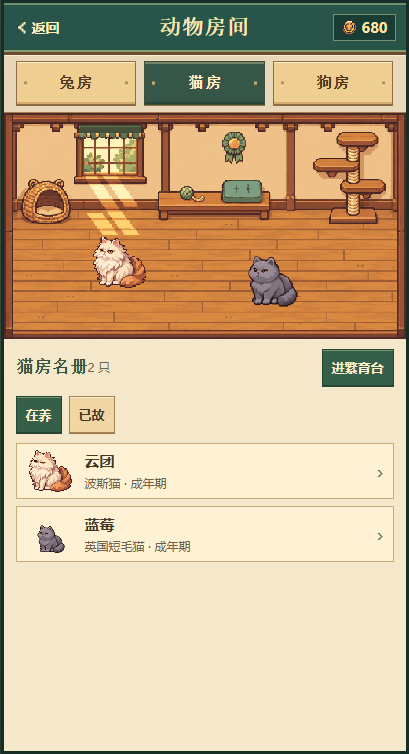 返回
动物房间
680
兔房
猫房
狗房
猫房名册2 只
进繁育台
在养
已故
云团
波斯猫 · 成年期
蓝莓
英国短毛猫 · 成年期